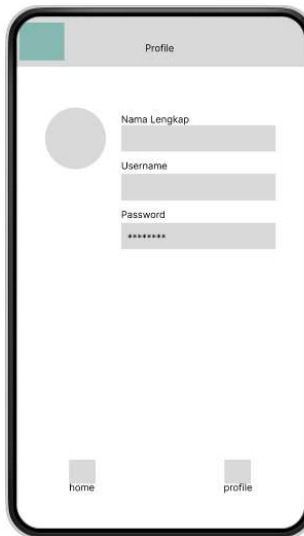 Profile
Nama Lengkap
Username
Password
********
home
profile